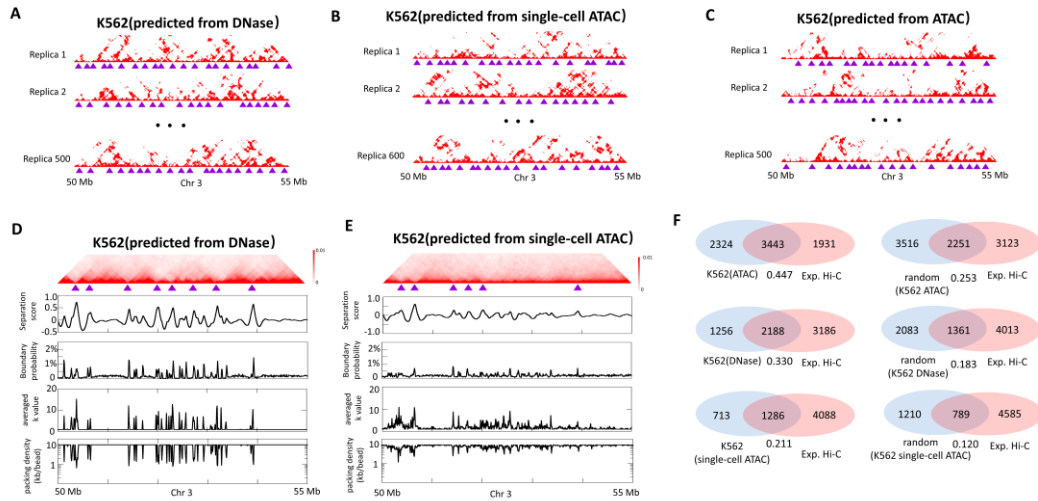 A
K562(predicted from DNase)
Replica 1
Replica 2
Replica 500
50 Mb
Chr 3
55 Mb
B
K562(predicted from single-cell ATAC)
Replica 1
Replica 2
Replica 600
50 Mb
Chr 3
55 Mb
C
K562(predicted from ATAC)
Replica 1
Replica 2
Replica 500
50 Mb
Chr 3
55 Mb
D
K562(predicted from DNase)
0.01
0
Separation
score
1.0
0.5
0
-0.5
Boundary
probability
2%
1%
0
averaged
k value
20
10
0
packing density
(kb/bead)
10
1
50 Mb
Chr 3
55 Mb
E
K562(predicted from single-cell ATAC)
0.01
0
Separation
score
1.0
0.5
0
-0.5
Boundary
probability
2%
1%
0
averaged
k value
20
10
0
packing density
(kb/bead)
10
1
50 Mb
Chr 3
55 Mb
F
2324 3443 1931
K562(ATAC) 0.447 Exp. Hi-C
3516 2251 3123
random 0.253 Exp. Hi-C
(K562 ATAC)
1256 2188 3186
K562(DNase) 0.330 Exp. Hi-C
2083 1361 4013
random 0.183 Exp. Hi-C
(K562 DNase)
713 1286 4088
K562 0.211 Exp. Hi-C
(single-cell ATAC)
1210 789 4585
random 0.120 Exp. Hi-C
(K562 single-cell ATAC)